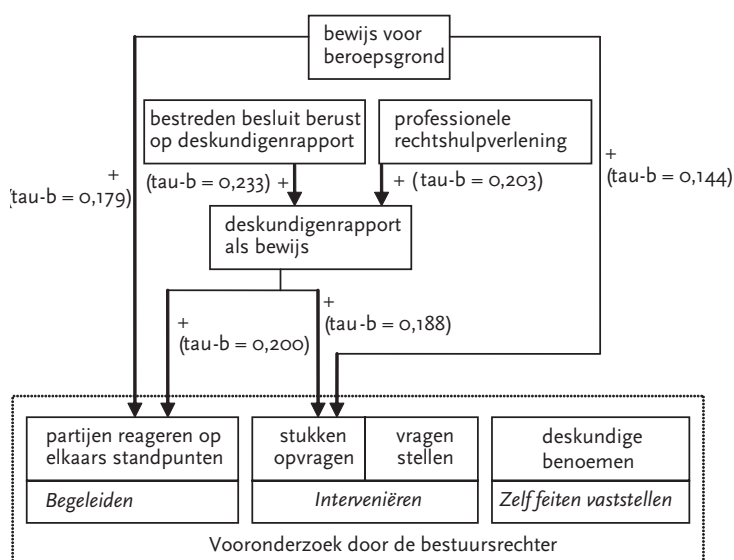 bewijs voor
beroepsgrond
bestreden besluit berust
op deskundigenrapport
professionele
rechtshulpverlening
+
(tau-b = 0,179)
(tau-b = 0,233) +
+ (tau-b = 0,203)
+
(tau-b = 0,144)
deskundigenrapport
als bewijs
+
(tau-b = 0,200)
+
(tau-b = 0,188)
partijen reageren op
elkaars standpunten
Begeleiden
stukken
opvragen
vragen
stellen
Interveniëren
deskundige
benoemen
Zelf feiten vaststellen
Vooronderzoek door de bestuursrechter